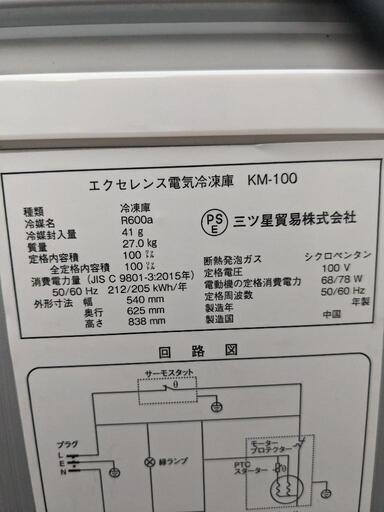 エクセレンス電気冷凍庫 KM-100
種類 冷凍庫
冷媒名 R600a
冷媒封入量 41 g
質量 27.0 kg
定格内容積 100 ㍑
全定格内容積 100 ㍑
消費電力量 (JIS C 9801-3:2015年)
50/60 Hz 212/205 kWh/年
外形寸法 幅 540 mm
奥行 625 mm
高さ 838 mm
PS
E
三ツ星貿易株式会社
断熱発泡ガス シクロペンタン
定格電圧 100 V
電動機の定格消費電力 68/78 W
定格周波数 50/60 Hz
製造年 年製
製造国 中国
回路図
サーモスタット
θ
プラグ
L
E
N
緑ランプ
モーター
プロテクター
PTC
スターター
θ